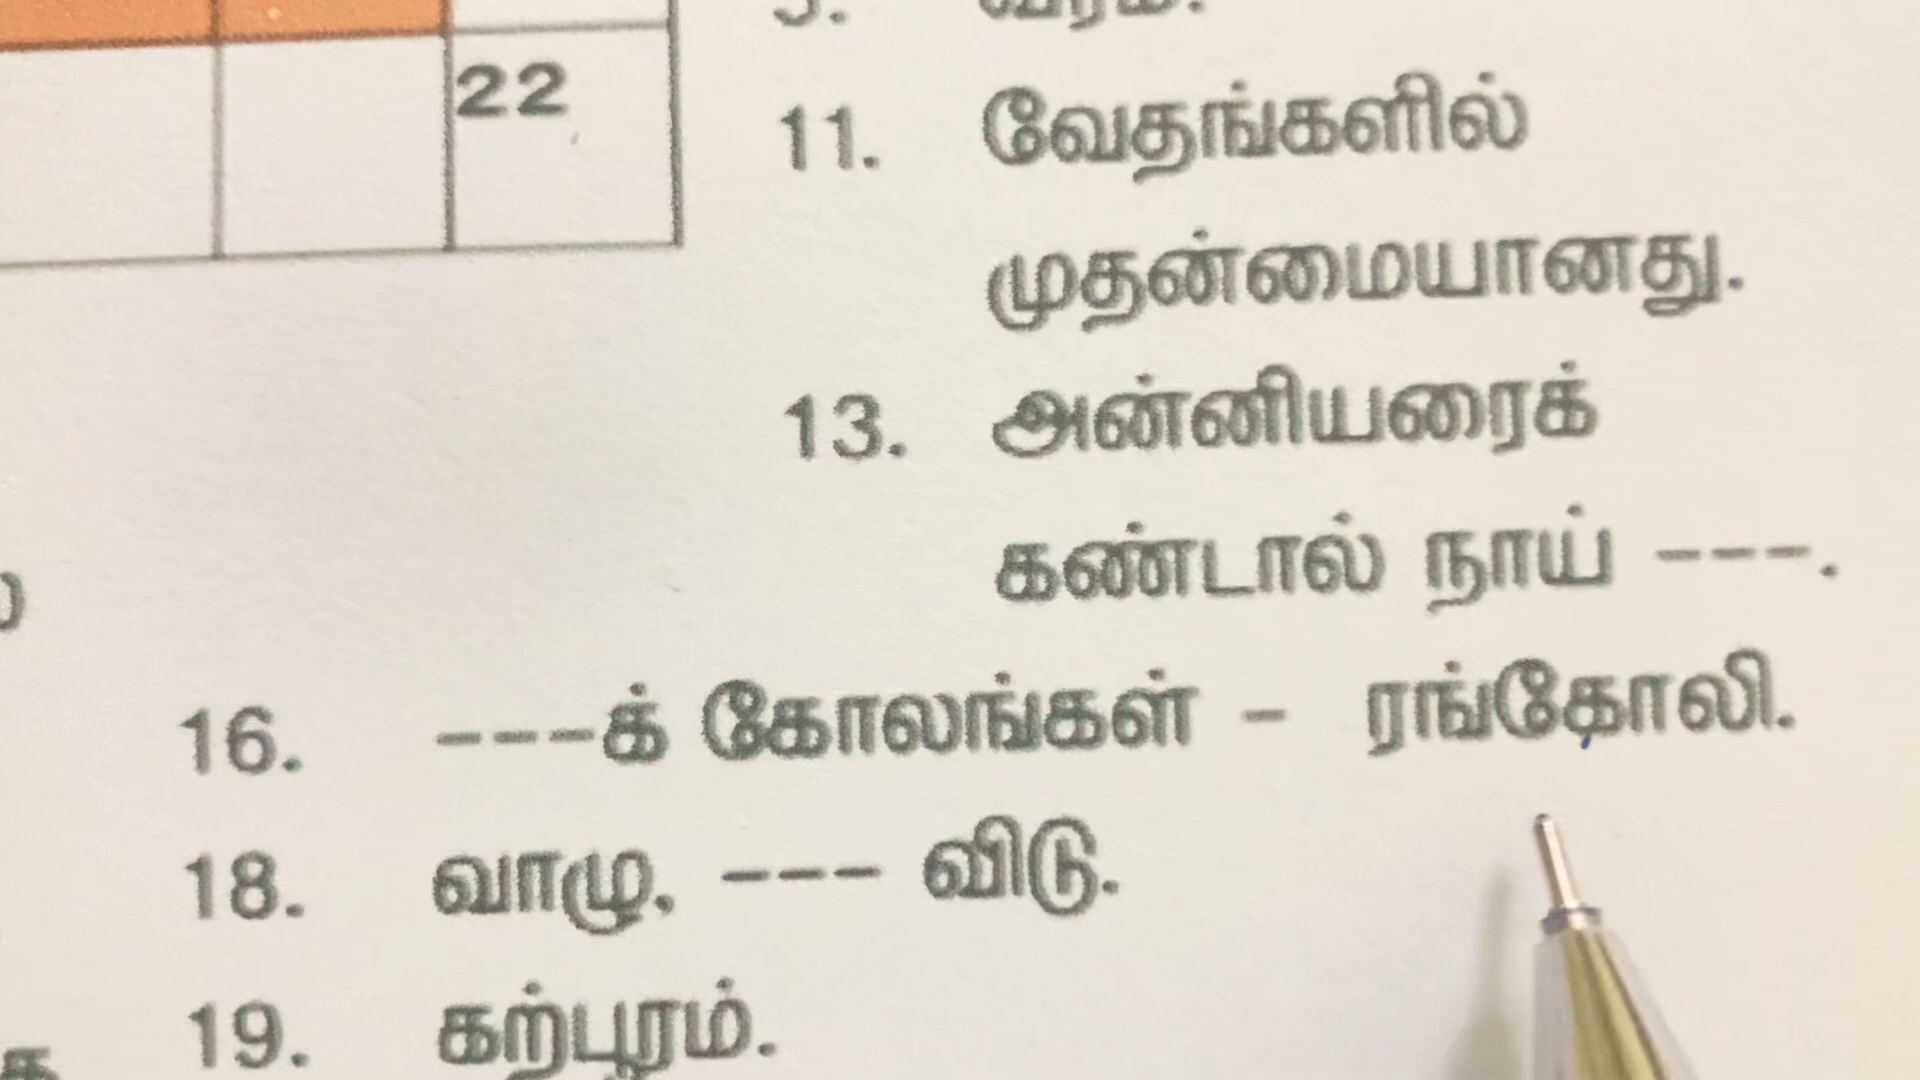 22
11. வேதங்களில்
முதன்மையானது.
13. அன்னியரைக்
கண்டால் நாய் ---.
16. ---க் கோலங்கள் - ரங்கோலி.
18. வாழு, --- விடு.
19. கற்பூரம்.